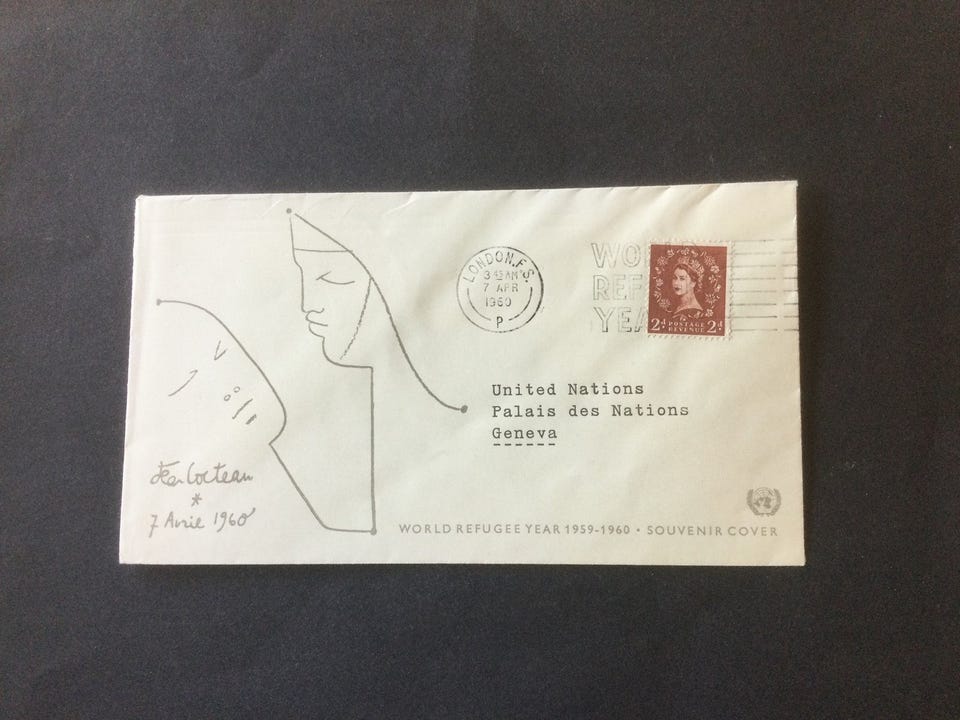 LONDON.F.S.
3 45 AM
7 APR
1960
P
WO
REF
YEA
2d POSTAGE 2d
REVENUE
United Nations
Palais des Nations
Geneva
Jean Cocteau
*
7 Avril 1960
WORLD REFUGEE YEAR 1959-1960 • SOUVENIR COVER